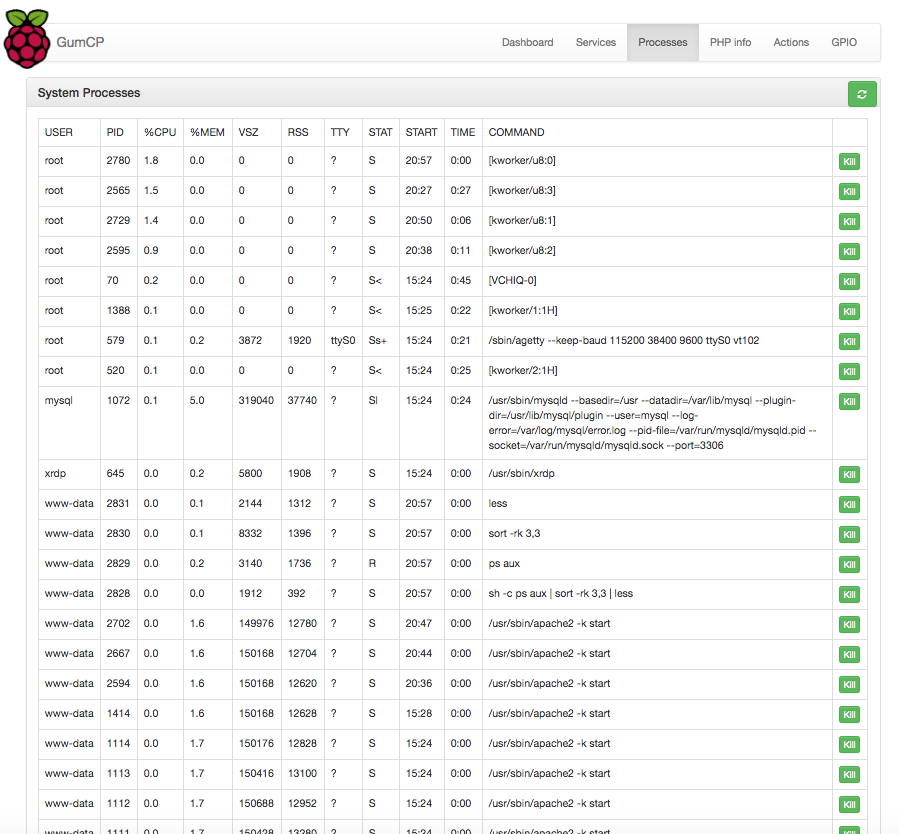 GumCP
Dashboard Services Processes PHP info Actions GPIO
System Processes
USER PID %CPU %MEM VSZ RSS TTY STAT START TIME COMMAND
root 2780 1.8 0.0 0 0 ? S 20:57 0:00 [kworker/u8:0] Kill
root 2565 1.5 0.0 0 0 ? S 20:27 0:27 [kworker/u8:3] Kill
root 2729 1.4 0.0 0 0 ? S 20:50 0:06 [kworker/u8:1] Kill
root 2595 0.9 0.0 0 0 ? S 20:38 0:11 [kworker/u8:2] Kill
root 70 0.2 0.0 0 0 ? S< 15:24 0:45 [VCHIQ-0] Kill
root 1388 0.1 0.0 0 0 ? S< 15:25 0:22 [kworker/1:1H] Kill
root 579 0.1 0.2 3872 1920 ttyS0 Ss+ 15:24 0:21 /sbin/agetty --keep-baud 115200 38400 9600 ttyS0 vt102 Kill
root 520 0.1 0.0 0 0 ? S< 15:24 0:25 [kworker/2:1H] Kill
mysql 1072 0.1 5.0 319040 37740 ? Sl 15:24 0:24 /usr/sbin/mysqld --basedir=/usr --datadir=/var/lib/mysql --plugin- Kill
dir=/usr/lib/mysql/plugin --user=mysql --log-
error=/var/log/mysql/error.log --pid-file=/var/run/mysqld/mysqld.pid --
socket=/var/run/mysqld/mysqld.sock --port=3306
xrdp 645 0.0 0.2 5800 1908 ? S 15:24 0:00 /usr/sbin/xrdp Kill
www-data 2831 0.0 0.1 2144 1312 ? S 20:57 0:00 less Kill
www-data 2830 0.0 0.1 8332 1396 ? S 20:57 0:00 sort -rk 3,3 Kill
www-data 2829 0.0 0.2 3140 1736 ? R 20:57 0:00 ps aux Kill
www-data 2828 0.0 0.0 1912 392 ? S 20:57 0:00 sh -c ps aux | sort -rk 3,3 | less Kill
www-data 2702 0.0 1.6 149976 12780 ? S 20:47 0:00 /usr/sbin/apache2 -k start Kill
www-data 2667 0.0 1.6 150168 12704 ? S 20:44 0:00 /usr/sbin/apache2 -k start Kill
www-data 2594 0.0 1.6 150168 12620 ? S 20:36 0:00 /usr/sbin/apache2 -k start Kill
www-data 1414 0.0 1.6 150168 12628 ? S 15:28 0:00 /usr/sbin/apache2 -k start Kill
www-data 1114 0.0 1.7 150176 12828 ? S 15:24 0:00 /usr/sbin/apache2 -k start Kill
www-data 1113 0.0 1.7 150416 13100 ? S 15:24 0:00 /usr/sbin/apache2 -k start Kill
www-data 1112 0.0 1.7 150688 12952 ? S 15:24 0:00 /usr/sbin/apache2 -k start Kill
www-data 1111 0.0 1.7 150428 13280 ? S 15:24 0:00 /usr/sbin/apache2 -k start Kill